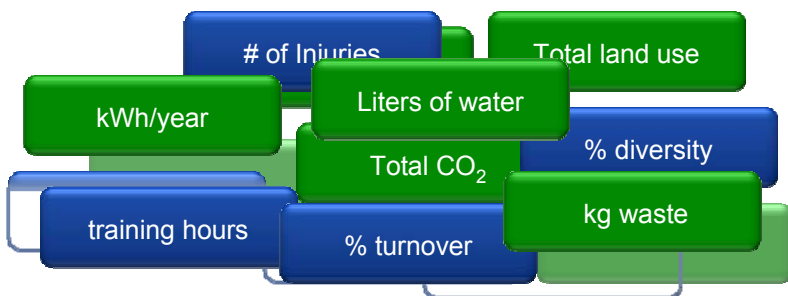 # of Injuries
Total land use
kWh/year
Liters of water
Total CO₂
% diversity
training hours
% turnover
kg waste